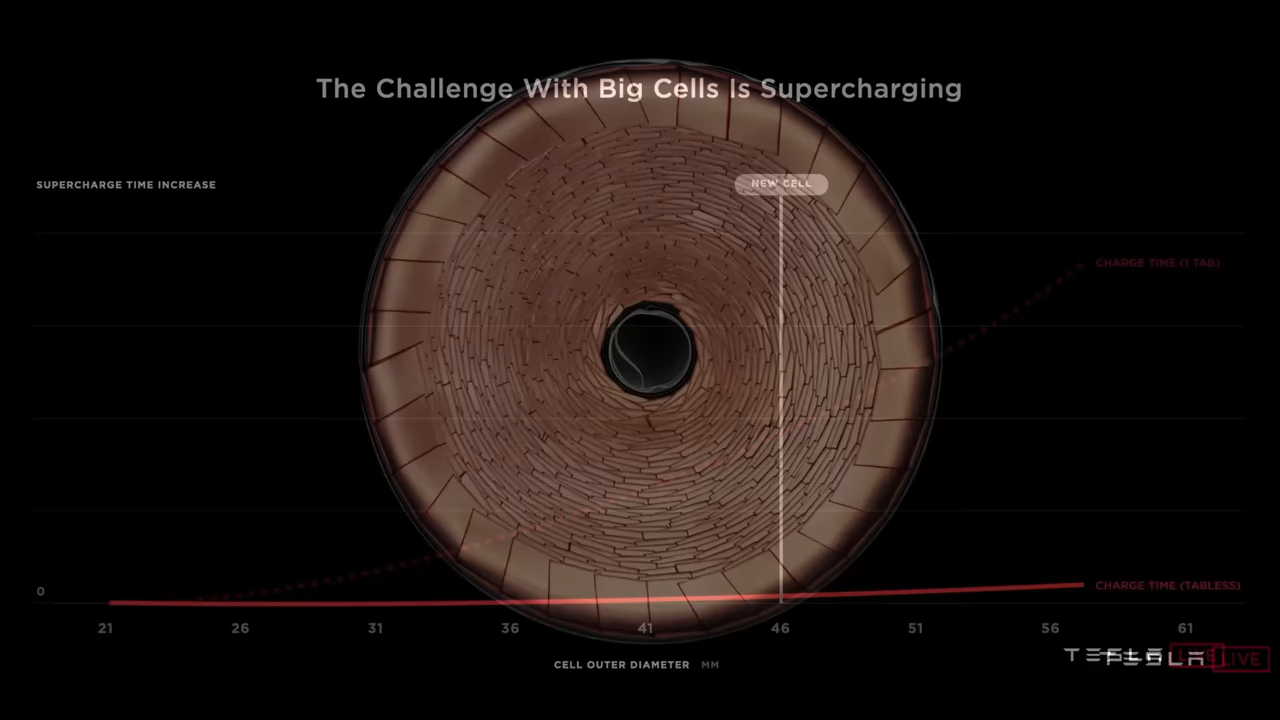 The Challenge With Big Cells Is Supercharging
SUPERCHARGE TIME INCREASE
NEW CELL
CHARGE TIME (1 TAB)
0
CHARGE TIME (TABLESS)
21 26 31 36 41 46 51 56 61
CELL OUTER DIAMETER MM
TESLA LIVE